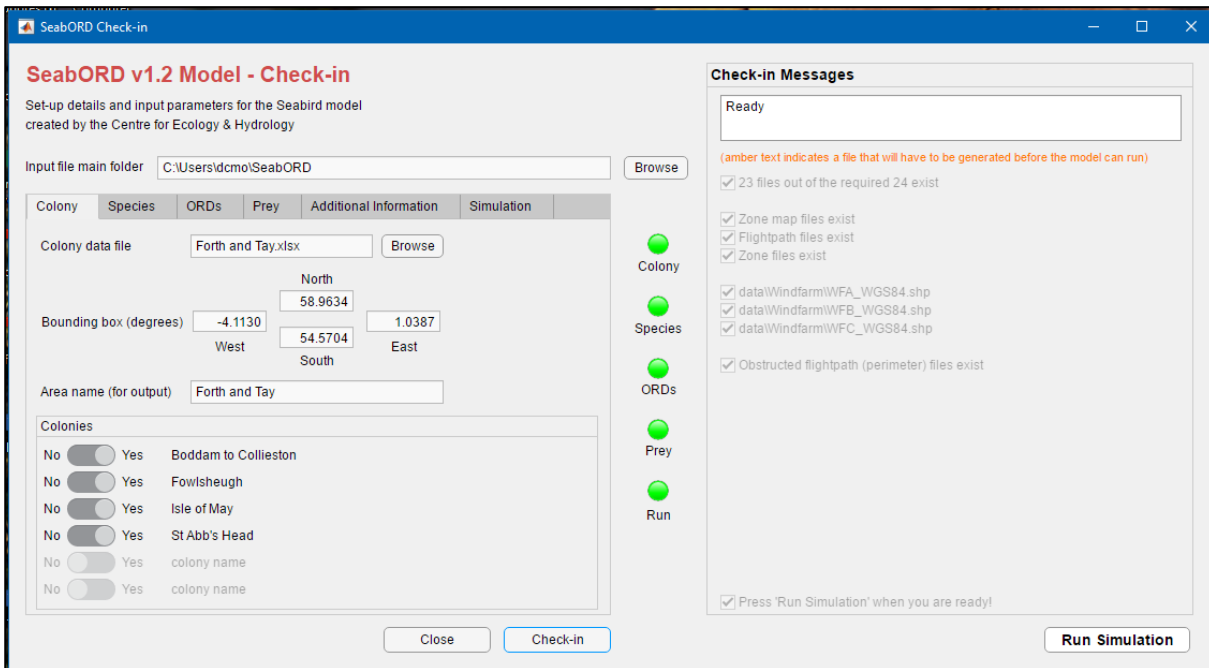 SeabORD Check-in
SeabORD v1.2 Model - Check-in
Set-up details and input parameters for the Seabird model
created by the Centre for Ecology & Hydrology
Input file main folder C:\Users\dcmo\SeabORD Browse
Colony Species ORDs Prey Additional Information Simulation
Colony data file Forth and Tay.xlsx Browse
North
58.9634
Bounding box (degrees) -4.1130 1.0387
West 54.5704 East
South
Area name (for output) Forth and Tay
Colonies
No Yes Boddam to Collieston
No Yes Fowlsheugh
No Yes Isle of May
No Yes St Abb's Head
No Yes colony name
No Yes colony name
Close Check-in
Colony
Species
ORDs
Prey
Run
Check-in Messages
Ready
(amber text indicates a file that will have to be generated before the model can run)
23 files out of the required 24 exist
Zone map files exist
Flightpath files exist
Zone files exist
data\Windfarm\WFA_WGS84.shp
data\Windfarm\WFB_WGS84.shp
data\Windfarm\WFC_WGS84.shp
Obstructed flightpath (perimeter) files exist
Press 'Run Simulation' when you are ready!
Run Simulation